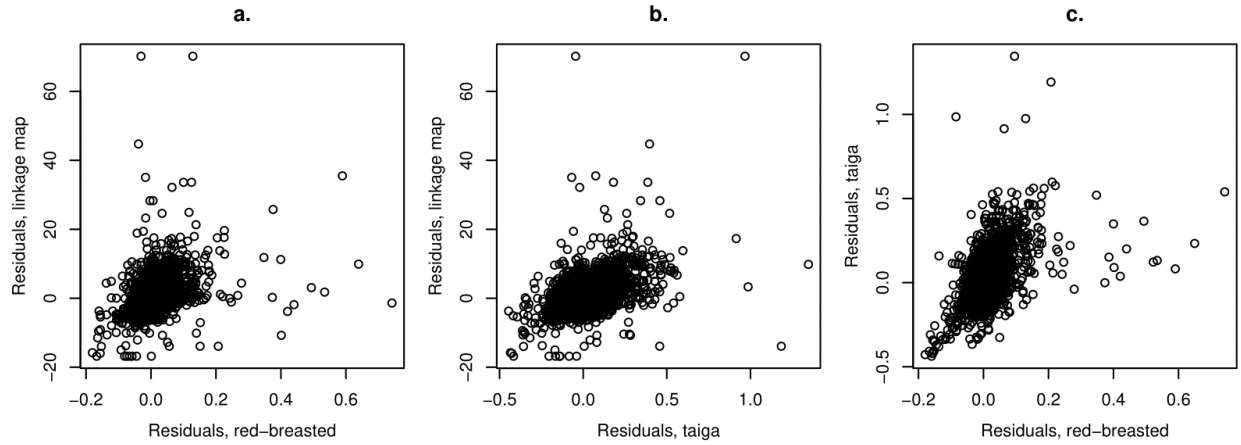 a.
Residuals, linkage map
60
40
20
0
−20
−0.2 0.0 0.2 0.4 0.6
Residuals, red−breasted
b.
Residuals, linkage map
60
40
20
0
−20
−0.5 0.0 0.5 1.0
Residuals, taiga
c.
Residuals, taiga
1.0
0.5
0.0
−0.5
−0.2 0.0 0.2 0.4 0.6
Residuals, red−breasted